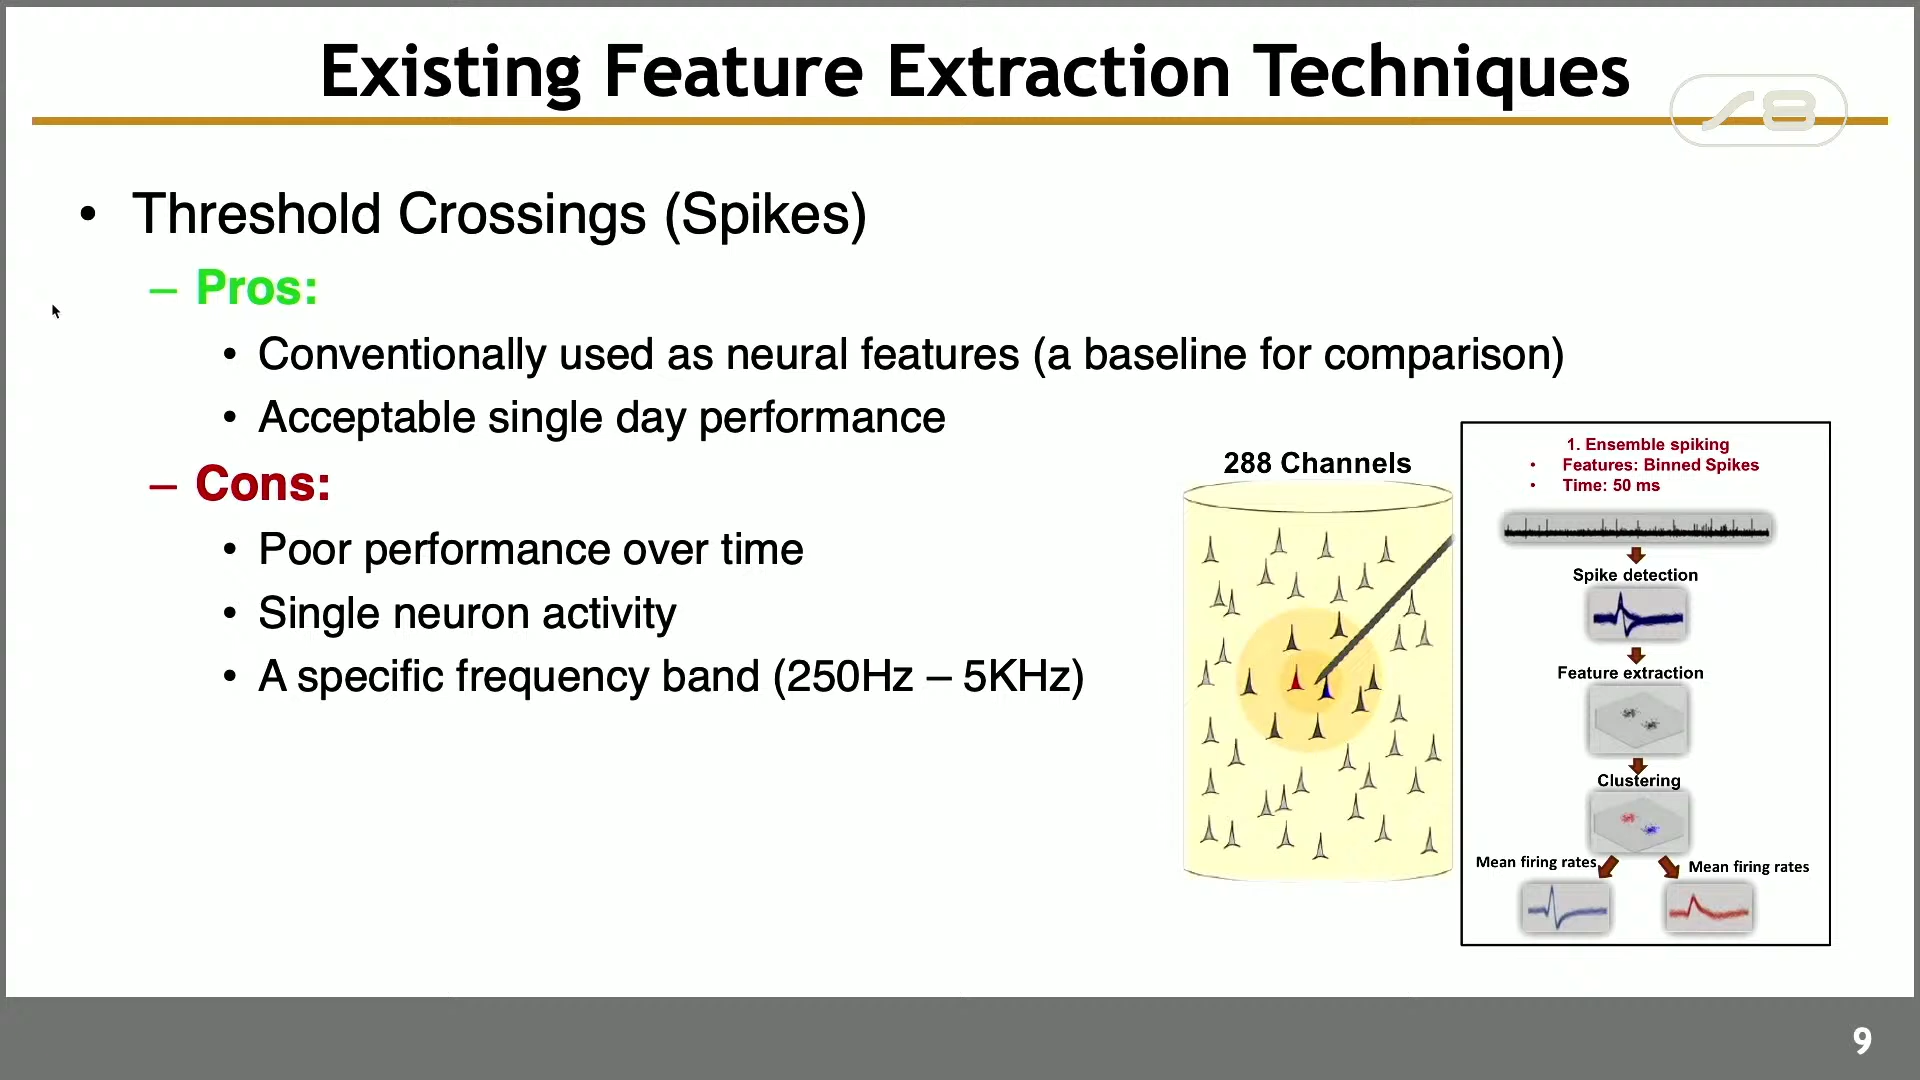 Existing Feature Extraction Techniques
• Threshold Crossings (Spikes)
– Pros:
• Conventionally used as neural features (a baseline for comparison)
• Acceptable single day performance
– Cons:
• Poor performance over time
• Single neuron activity
• A specific frequency band (250Hz – 5KHz)
288 Channels
1. Ensemble spiking
• Features: Binned Spikes
• Time: 50 ms
Spike detection
Feature extraction
Clustering
Mean firing rates
Mean firing rates
9